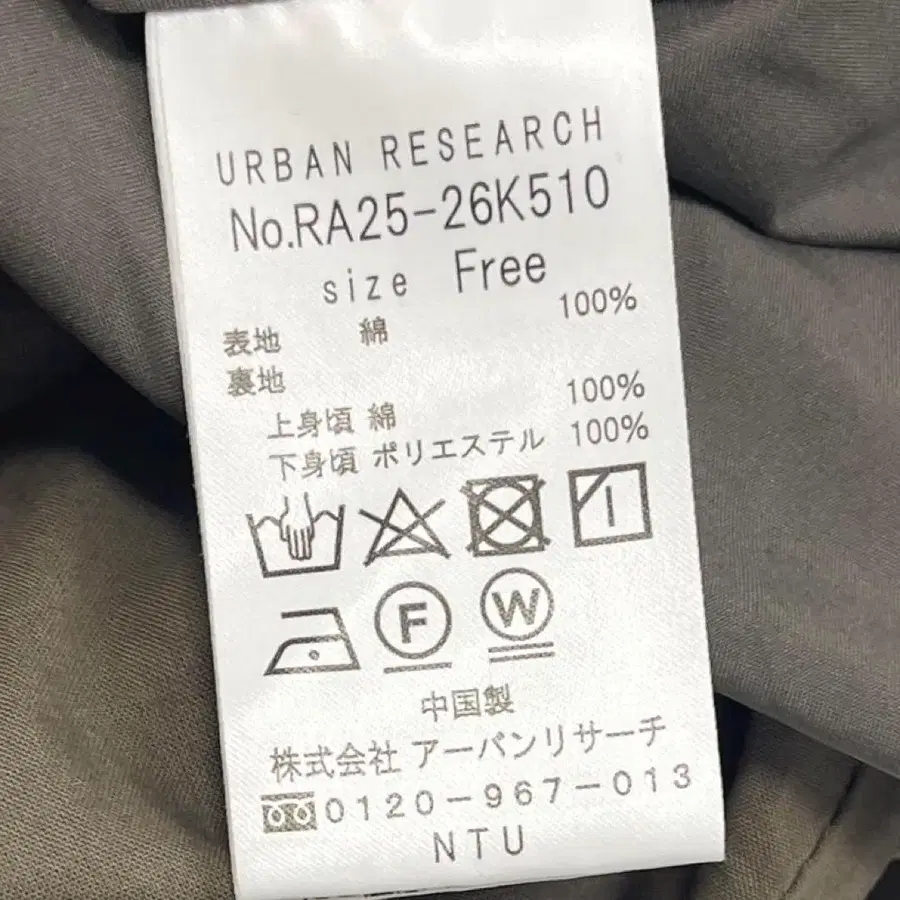 URBAN RESEARCH
No.RA25-26K510
size Free
表地 綿 100%
裏地
上身頃 綿 100%
下身頃 ポリエステル 100%
F W
中国製
株式会社 アーバンリサーチ
0120-967-013
NTU